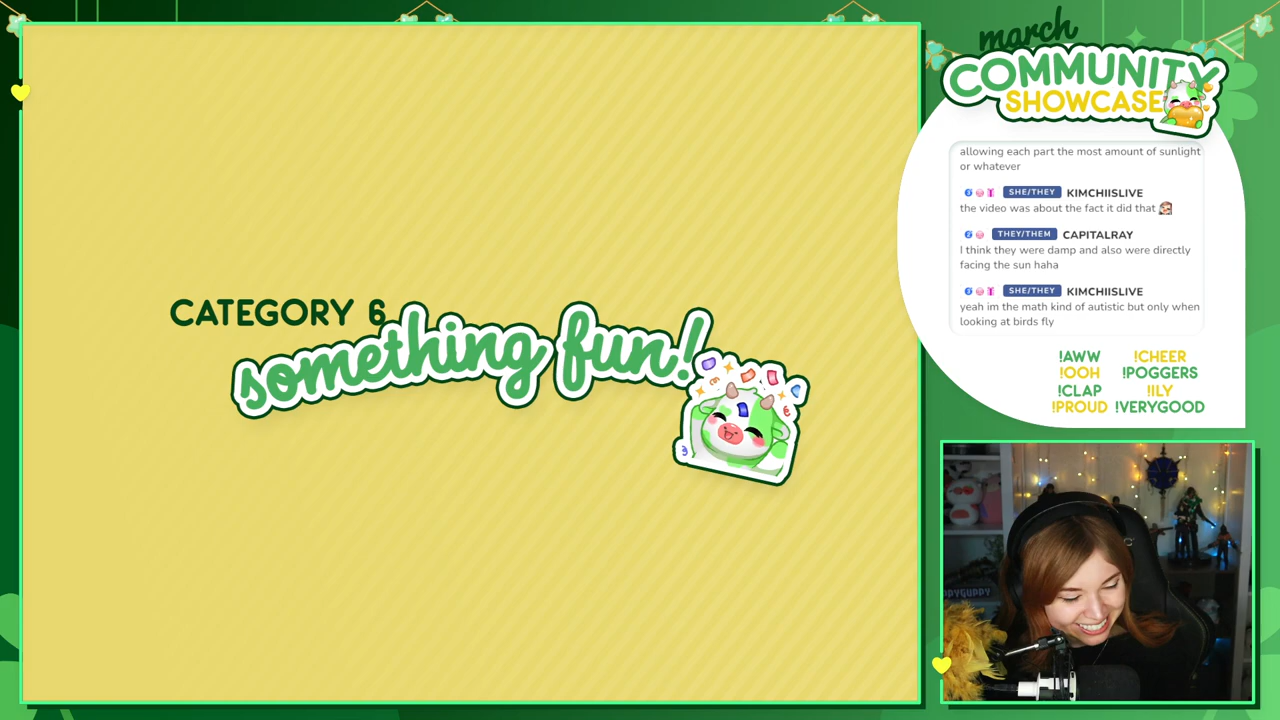 CATEGORY 6
something fun!
march
COMMUNITY
SHOWCASE
allowing each part the most amount of sunlight
or whatever
SHE/THEY KIMCHIISLIVE
the video was about the fact it did that
THEY/THEM CAPITALRAY
I think they were damp and also were directly
facing the sun haha
SHE/THEY KIMCHIISLIVE
yeah im the math kind of autistic but only when
looking at birds fly
!AWW !CHEER
!OOH !POGGERS
!CLAP !ILY
!PROUD !VERYGOOD